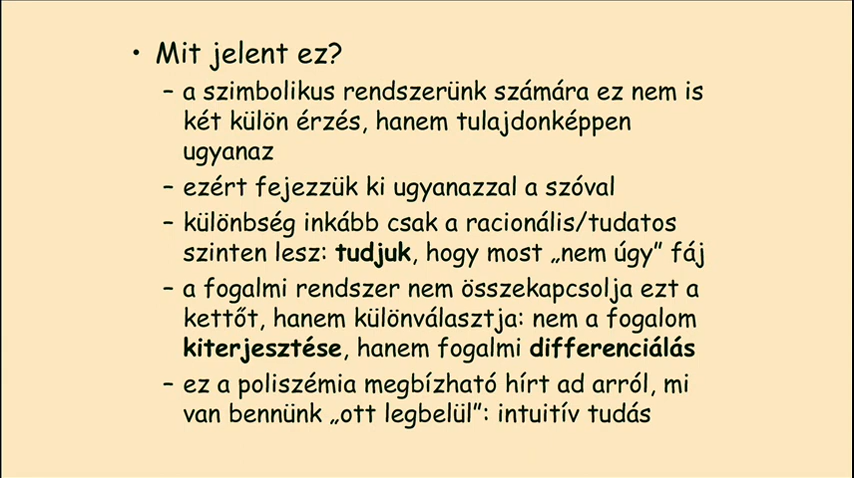 • Mit jelent ez?
– a szimbolikus rendszerünk számára ez nem is
két külön érzés, hanem tulajdonképpen
ugyanaz
– ezért fejezzük ki ugyanazzal a szóval
– különbség inkább csak a racionális/tudatos
szinten lesz: tudjuk, hogy most „nem úgy” fáj
– a fogalmi rendszer nem összekapcsolja ezt a
kettőt, hanem különválasztja: nem a fogalom
kiterjesztése, hanem fogalmi differenciálás
– ez a poliszémia megbízható hírt ad arról, mi
van bennünk „ott legbelül”: intuitív tudás